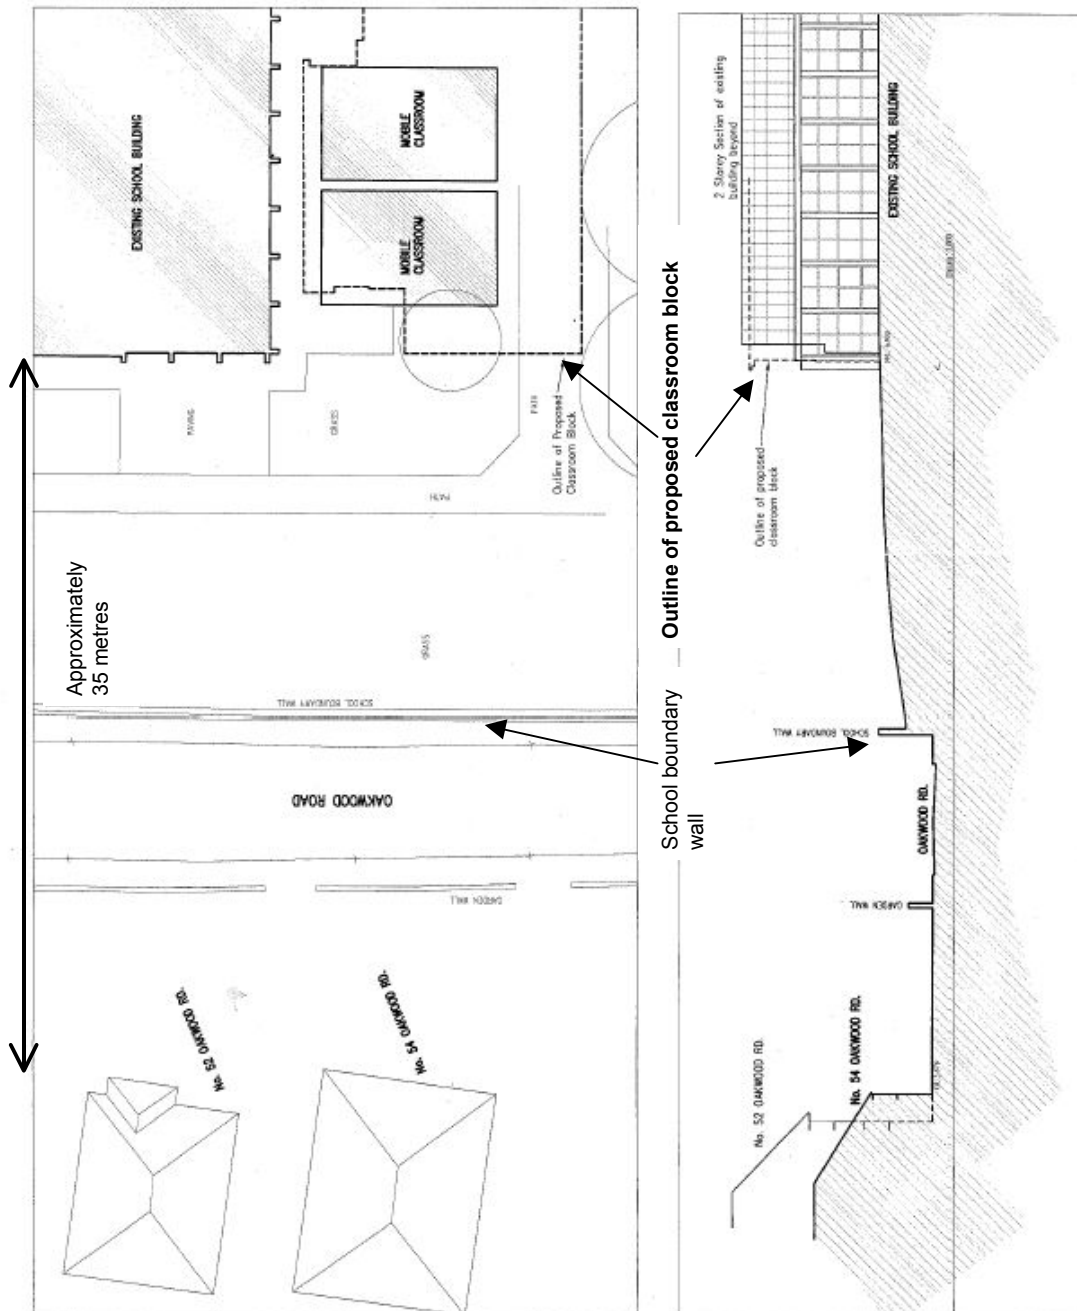 EXISTING SCHOOL BUILDING
MOBILE
CLASSROOM
MOBILE
CLASSROOM
PAVING
GRASS
PATH
Outline of Proposed
Classroom Block
PATH
Approximately
35 metres
GRASS
SCHOOL BOUNDARY WALL
OAKWOOD ROAD
GARDEN WALL
No. 52 OAKWOOD RD.
No. 54 OAKWOOD RD.
Outline of proposed classroom block
School boundary
wall
2 Storey Section of existing
building beyond
EXISTING SCHOOL BUILDING
Outline of proposed
classroom block
SCHOOL BOUNDARY WALL
OAKWOOD RD.
GARDEN WALL
No. 52 OAKWOOD RD.
No. 54 OAKWOOD RD.